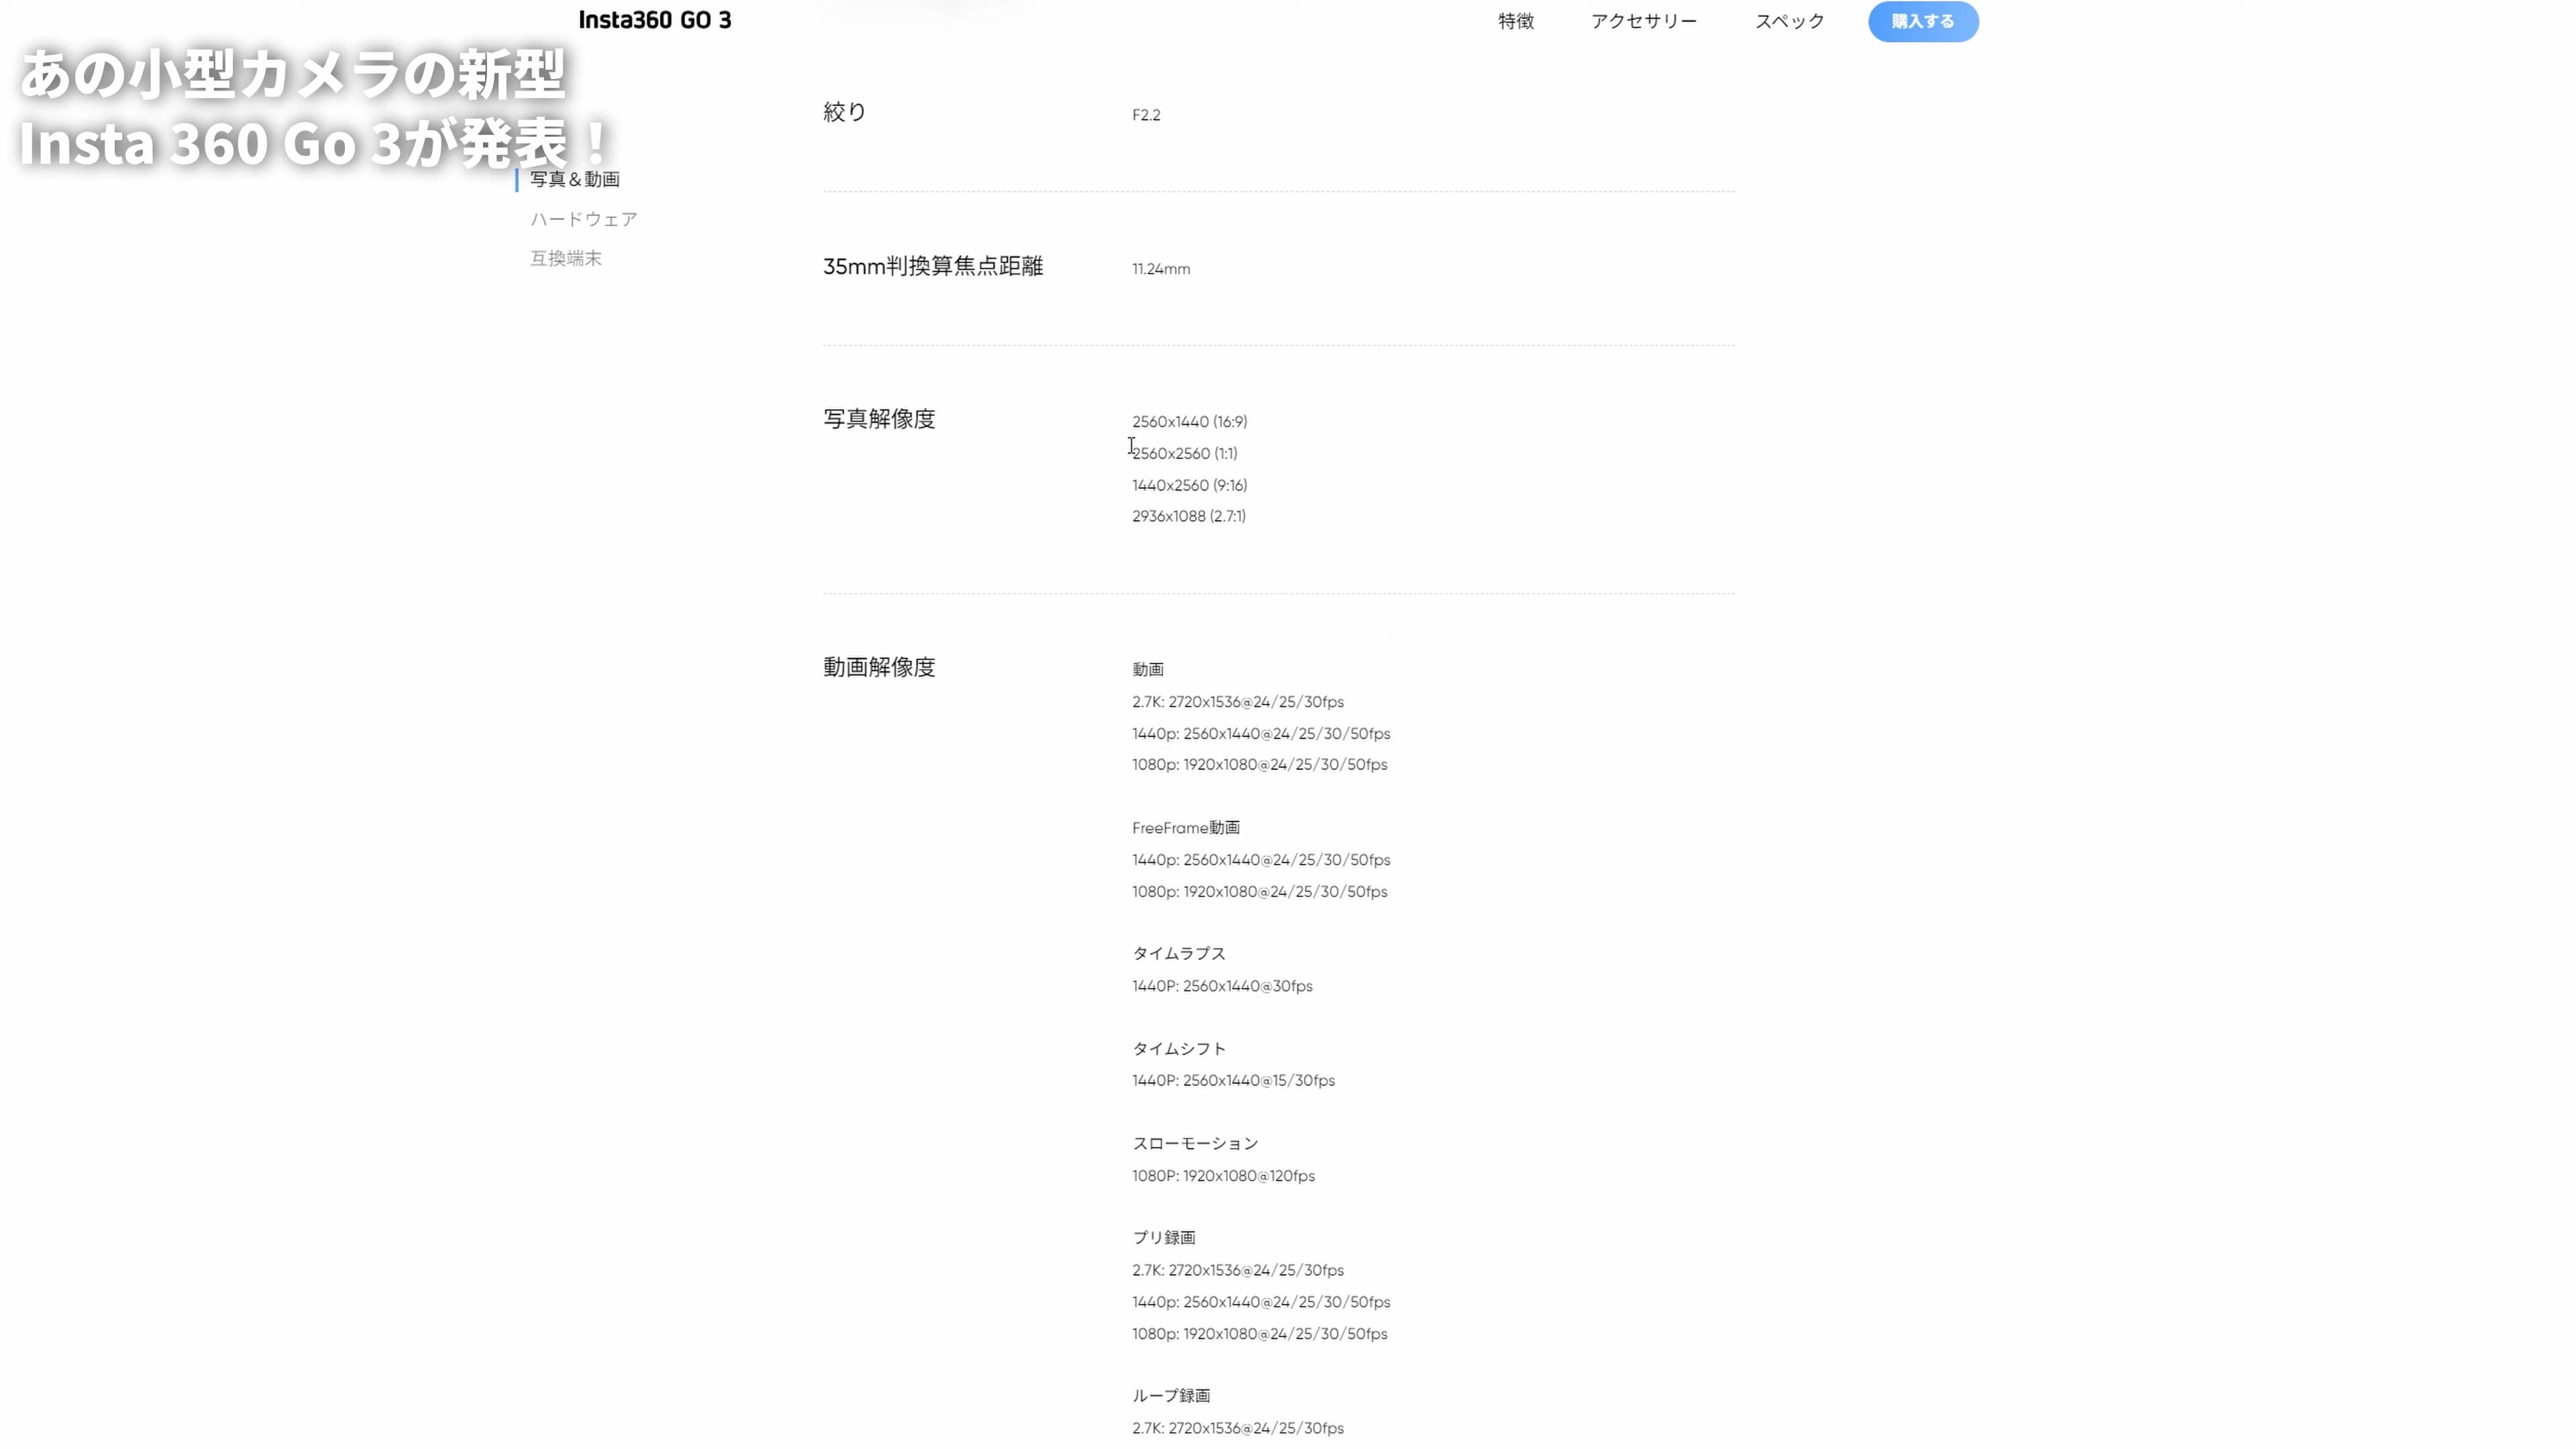 Insta360 GO 3
特徴
アクセサリー
スペック
購入する
あの小型カメラの新型
Insta 360 Go 3が発表！
写真＆動画
ハードウェア
互換端末
絞り
F2.2
35mm判換算焦点距離
11.24mm
写真解像度
2560x1440 (16:9)
2560x2560 (1:1)
1440x2560 (9:16)
2936x1088 (2.7:1)
動画解像度
動画
2.7K: 2720x1536@24/25/30fps
1440p: 2560x1440@24/25/30/50fps
1080p: 1920x1080@24/25/30/50fps
FreeFrame動画
1440p: 2560x1440@24/25/30/50fps
1080p: 1920x1080@24/25/30/50fps
タイムラプス
1440P: 2560x1440@30fps
タイムシフト
1440P: 2560x1440@15/30fps
スローモーション
1080P: 1920x1080@120fps
プリ録画
2.7K: 2720x1536@24/25/30fps
1440p: 2560x1440@24/25/30/50fps
1080p: 1920x1080@24/25/30/50fps
ループ録画
2.7K: 2720x1536@24/25/30fps